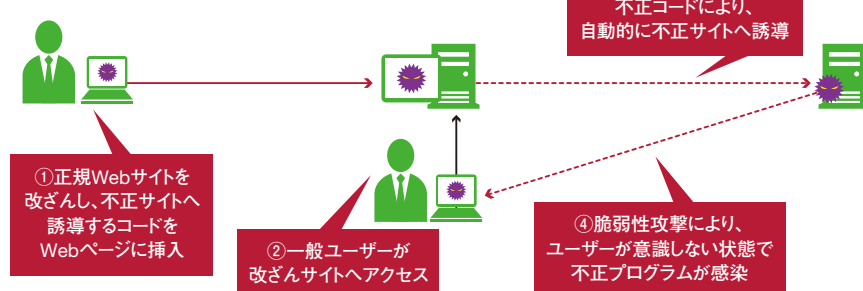 不正コードにより、
自動的に不正サイトへ誘導
①正規Webサイトを
改ざんし、不正サイトへ
誘導するコードを
Webページに挿入
②一般ユーザーが
改ざんサイトへアクセス
④脆弱性攻撃により、
ユーザーが意識しない状態で
不正プログラムが感染